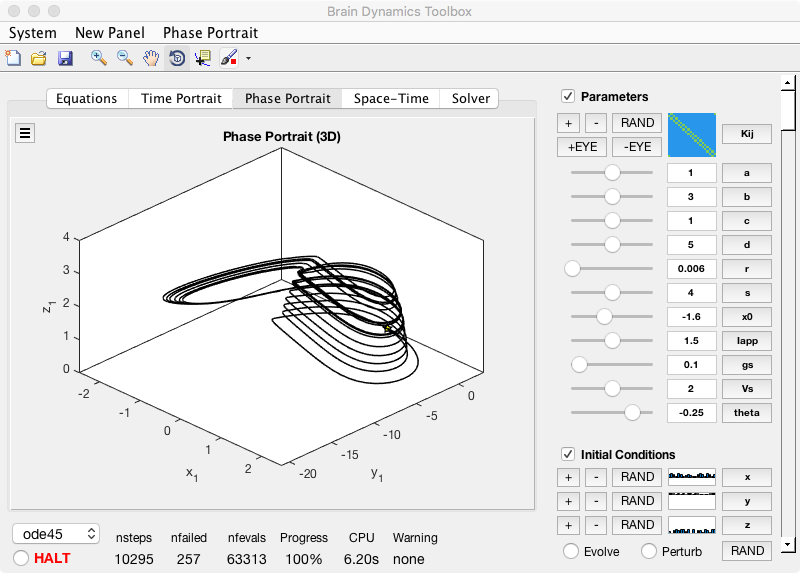 Brain Dynamics Toolbox
System New Panel Phase Portrait
Equations Time Portrait Phase Portrait Space-Time Solver
Phase Portrait (3D)
4
3
2
1
0
z1
-2
-1
0
1
2
x1
-20
-15
-10
-5
0
y1
ode45
HALT
nsteps nfailed nfevals Progress CPU Warning
10295 257 63313 100% 6.20s none
Parameters
+ - RAND Kij
+EYE -EYE
1 a
3 b
1 c
5 d
0.006 r
4 s
-1.6 x0
1.5 Iapp
0.1 gs
2 Vs
-0.25 theta
Initial Conditions
+ - RAND x
+ - RAND y
+ - RAND z
Evolve Perturb RAND